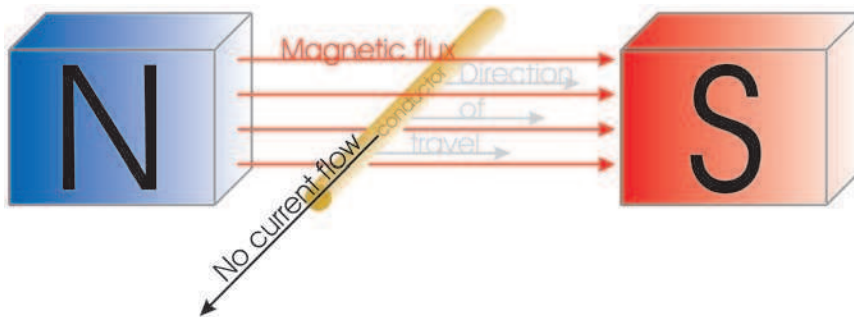 N
Magnetic flux
conductor
Direction
of
travel
No current flow
S